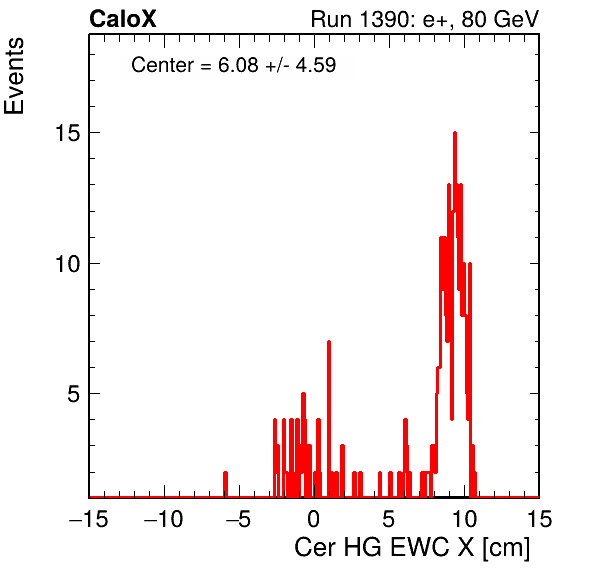 CaloX
Run 1390: e+, 80 GeV
Center = 6.08 +/- 4.59
Events
15
10
5
−15
−10
−5
0
5
10
15
Cer HG EWC X [cm]